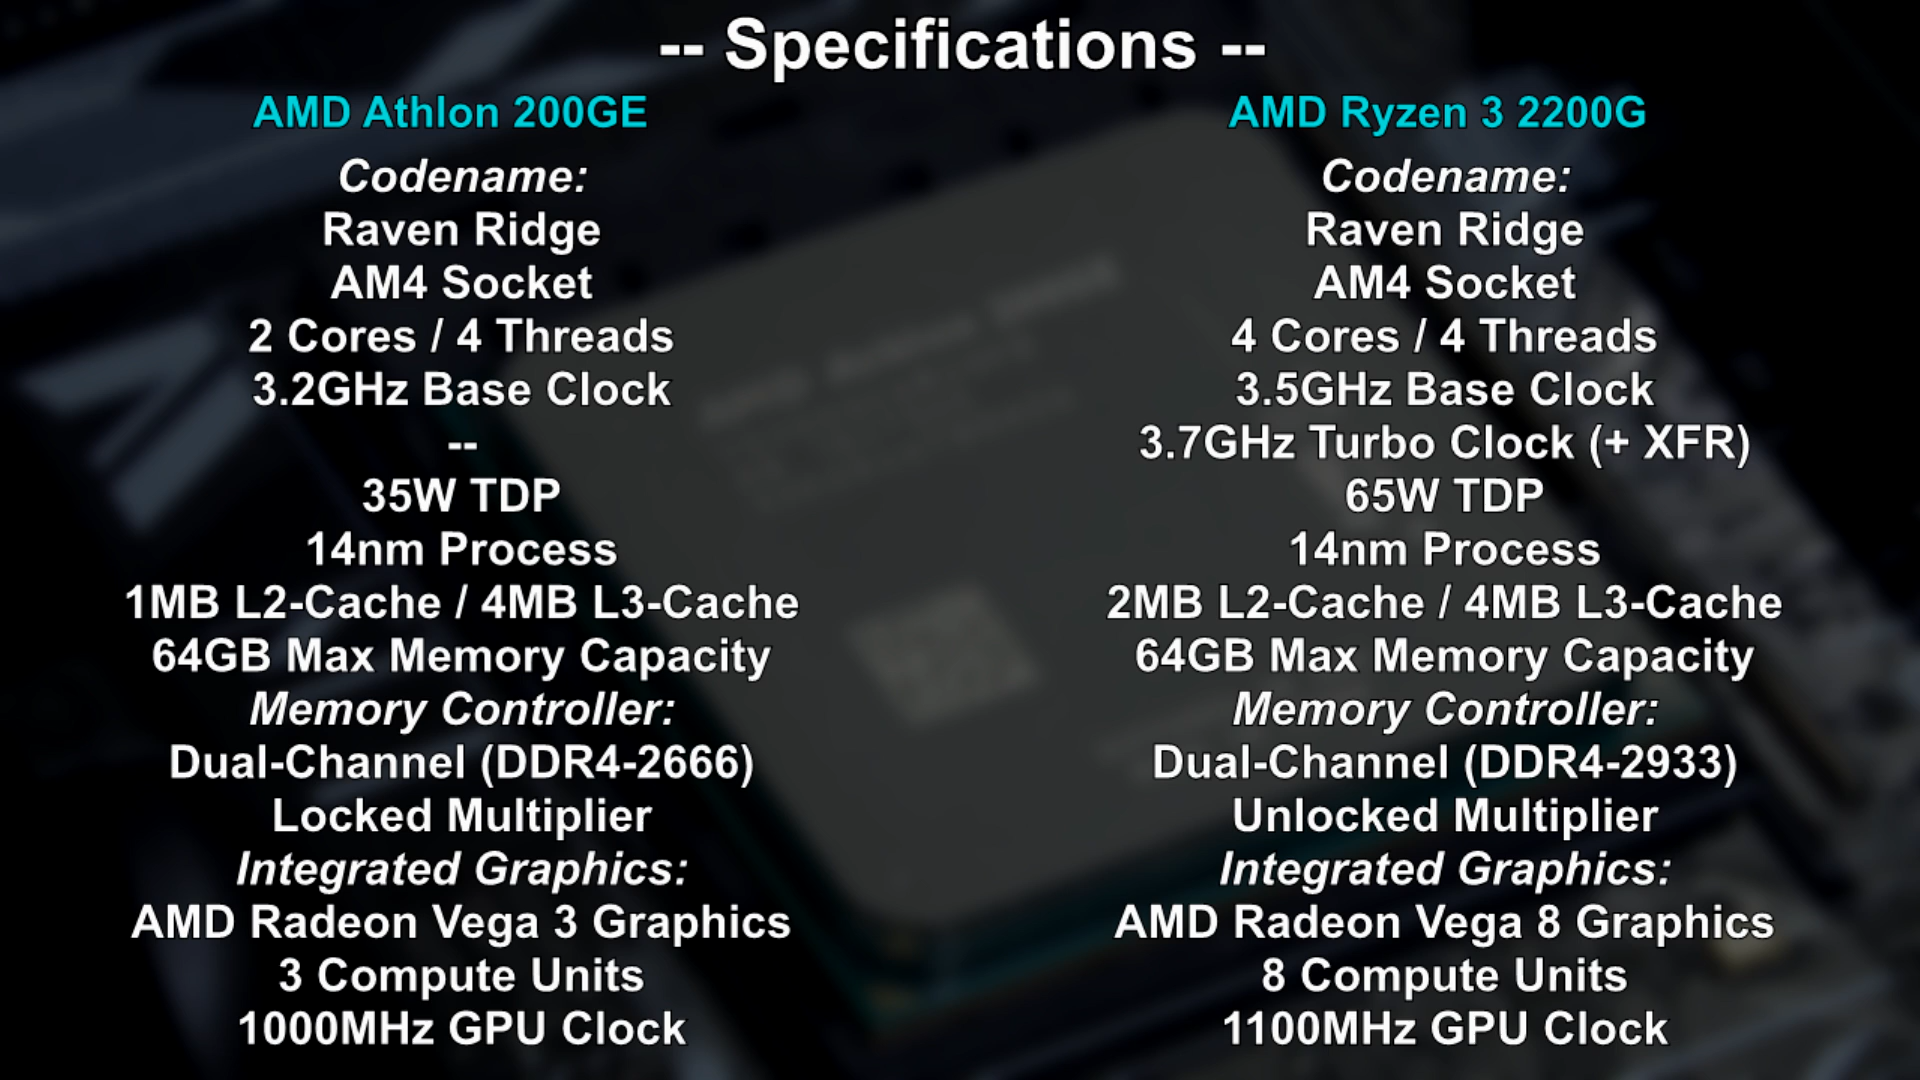 -- Specifications --
AMD Athlon 200GE
Codename:
Raven Ridge
AM4 Socket
2 Cores / 4 Threads
3.2GHz Base Clock
--
35W TDP
14nm Process
1MB L2-Cache / 4MB L3-Cache
64GB Max Memory Capacity
Memory Controller:
Dual-Channel (DDR4-2666)
Locked Multiplier
Integrated Graphics:
AMD Radeon Vega 3 Graphics
3 Compute Units
1000MHz GPU Clock
AMD Ryzen 3 2200G
Codename:
Raven Ridge
AM4 Socket
4 Cores / 4 Threads
3.5GHz Base Clock
3.7GHz Turbo Clock (+ XFR)
65W TDP
14nm Process
2MB L2-Cache / 4MB L3-Cache
64GB Max Memory Capacity
Memory Controller:
Dual-Channel (DDR4-2933)
Unlocked Multiplier
Integrated Graphics:
AMD Radeon Vega 8 Graphics
8 Compute Units
1100MHz GPU Clock